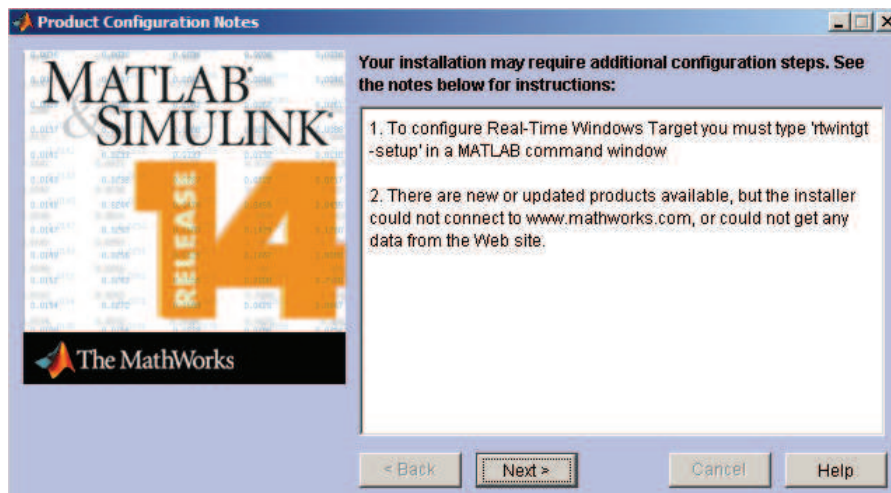 Product Configuration Notes
MATLAB
& SIMULINK
RELEASE
14
The MathWorks
Your installation may require additional configuration steps. See
the notes below for instructions:
1. To configure Real-Time Windows Target you must type 'rtwintgt
-setup' in a MATLAB command window
2. There are new or updated products available, but the installer
could not connect to www.mathworks.com, or could not get any
data from the Web site.
< Back
Next >
Cancel
Help